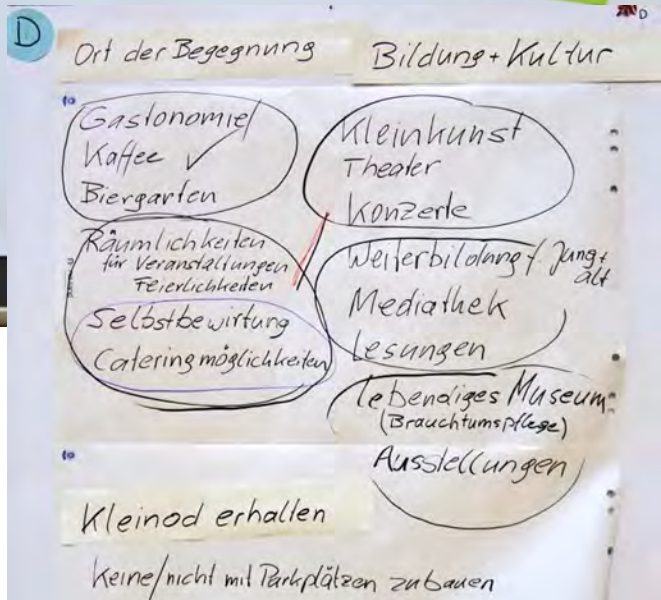 D
D
Ort der Begegnung
Bildung + Kultur
Gastonomie/
Kaffee ✓
Biergarten
Räumlichkeiten
für Veranstaltungen
Feierlichkeiten
Selbstbewirtung
Cateringmöglichkeiten
Kleinkunst
Theater
Konzerte
Weiterbildung f. Jung +
alt
Mediathek
Lesungen
Lebendiges Museum
(Brauchtumspflege)
Ausstellungen
Kleinod erhalten
Keine/nicht mit Parkplätzen zubauen